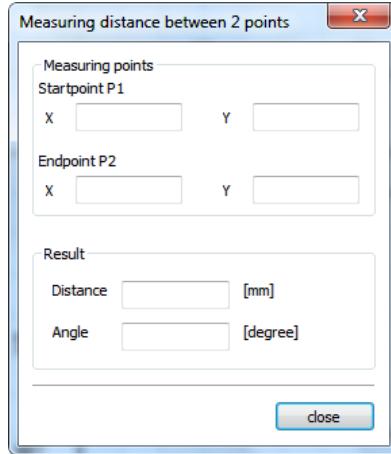 Measuring distance between 2 points
Measuring points
Startpoint P1
X Y
Endpoint P2
X Y
Result
Distance [mm]
Angle [degree]
close